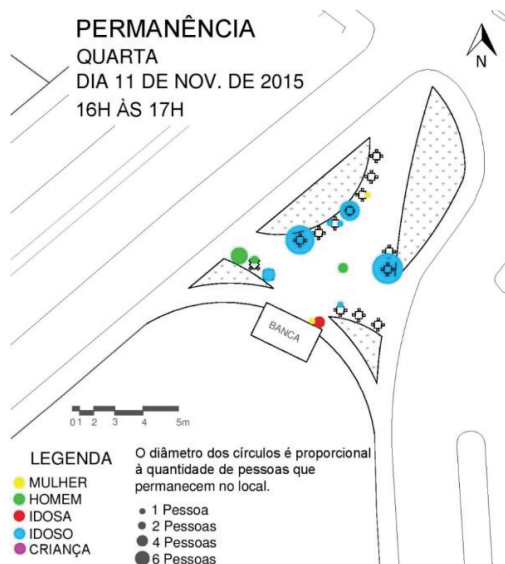 PERMANÊNCIA
QUARTA
DIA 11 DE NOV. DE 2015
16H ÀS 17H
N
BANCA
0 1 2 3 4 5m
LEGENDA
MULHER
HOMEM
IDOSA
IDOSO
CRIANÇA
O diâmetro dos círculos é proporcional
à quantidade de pessoas que
permanecem no local.
1 Pessoa
2 Pessoas
4 Pessoas
6 Pessoas